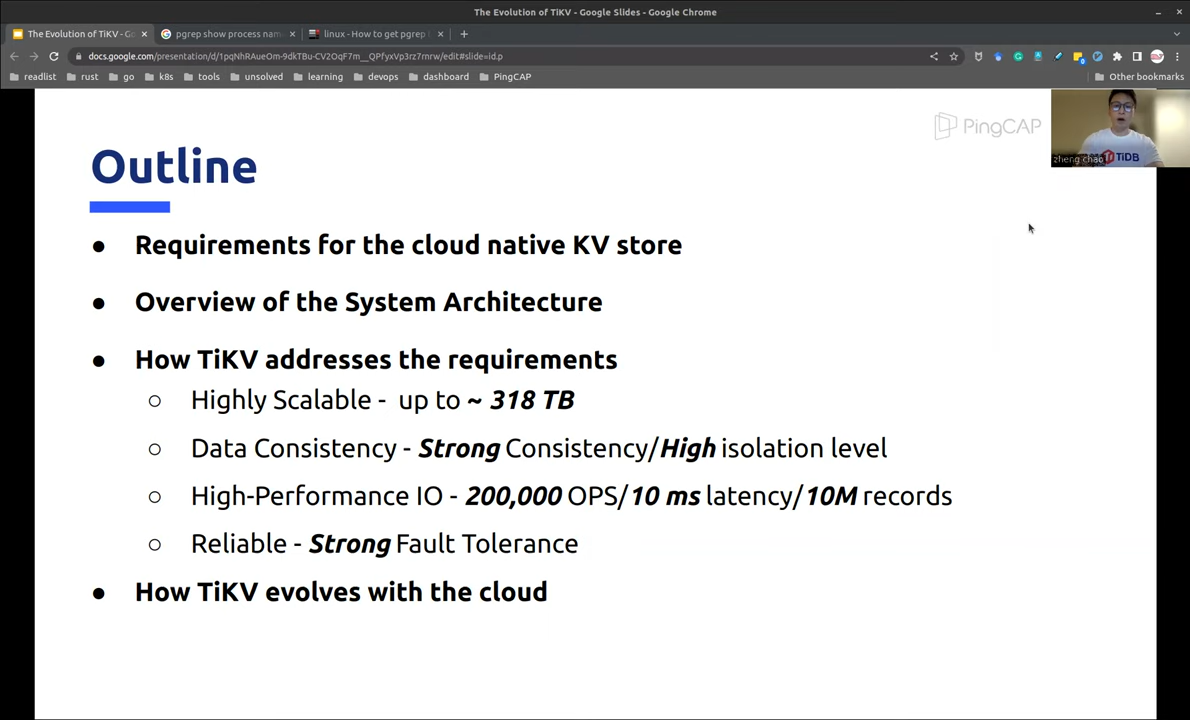 The Evolution of TiKV - Google Slides - Google Chrome
The Evolution of TiKV - Go
pgrep show process nam
linux - How to get pgrep
docs.google.com/presentation/d/1pqNhRAueOm-9dkTBu-CV2OqF7m__QPfyxVp3rz7mrw/edit#slide=id.p
readlist rust go k8s tools unsolved learning devops dashboard PingCAP Other bookmarks
PingCAP
TiDB
zheng chao
Outline
● Requirements for the cloud native KV store
● Overview of the System Architecture
● How TiKV addresses the requirements
○ Highly Scalable - up to ~ 318 TB
○ Data Consistency - Strong Consistency/High isolation level
○ High-Performance IO - 200,000 OPS/10 ms latency/10M records
○ Reliable - Strong Fault Tolerance
● How TiKV evolves with the cloud